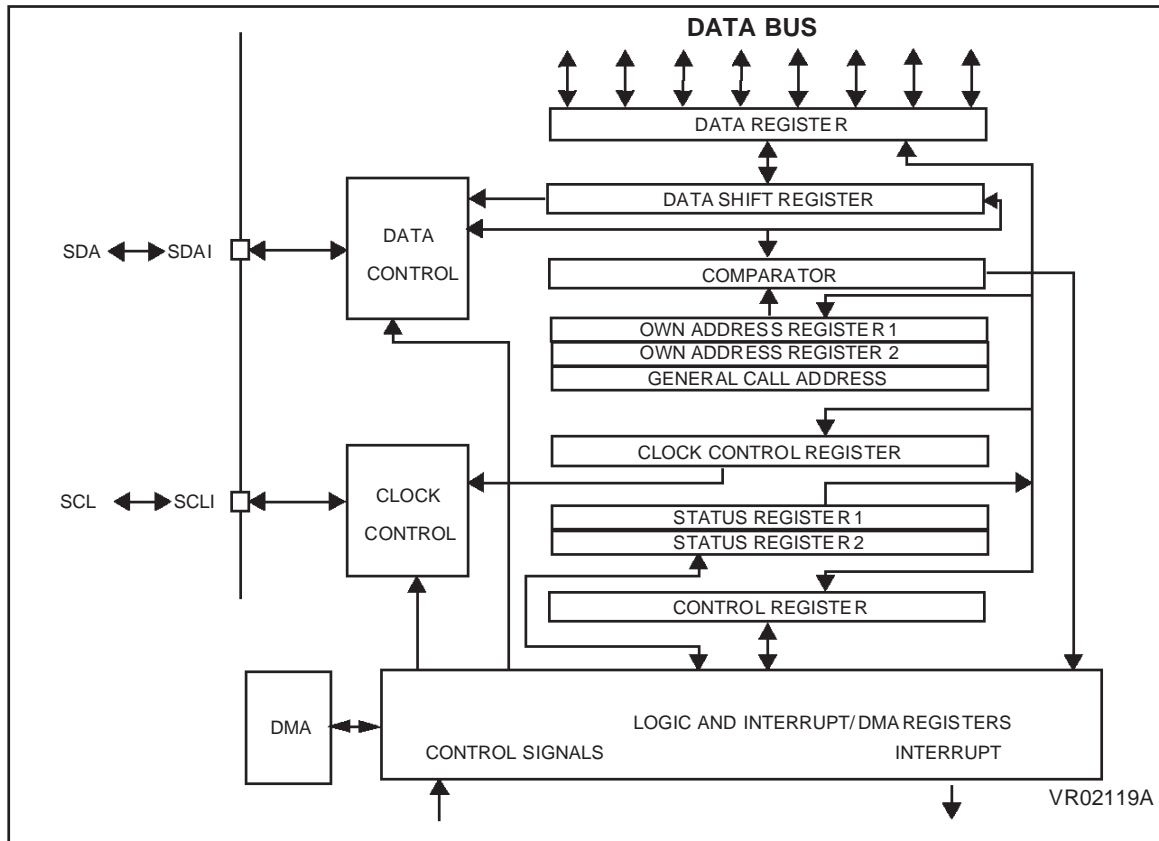 DATA BUS
DATA REGISTER
DATA SHIFT REGISTER
DATA
CONTROL
SDA
SDAI
COMPARATOR
OWN ADDRESS REGISTER 1
OWN ADDRESS REGISTER 2
GENERAL CALL ADDRESS
CLOCK CONTROL REGISTER
CLOCK
CONTROL
SCL
SCLI
STATUS REGISTER 1
STATUS REGISTER 2
CONTROL REGISTER
DMA
LOGIC AND INTERRUPT/DMA REGISTERS
CONTROL SIGNALS
INTERRUPT
VR02119A